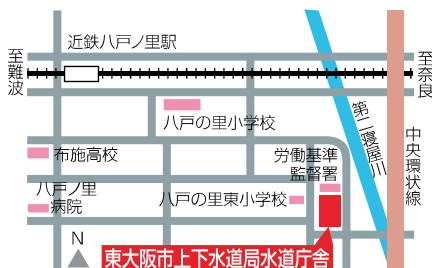 近鉄八戸ノ里駅
至難波
至奈良
八戸の里小学校
第二寝屋川
中央環状線
布施高校
労働基準
監督署
八戸ノ里
病院
八戸の里東小学校
N
東大阪市上下水道局水道庁舎